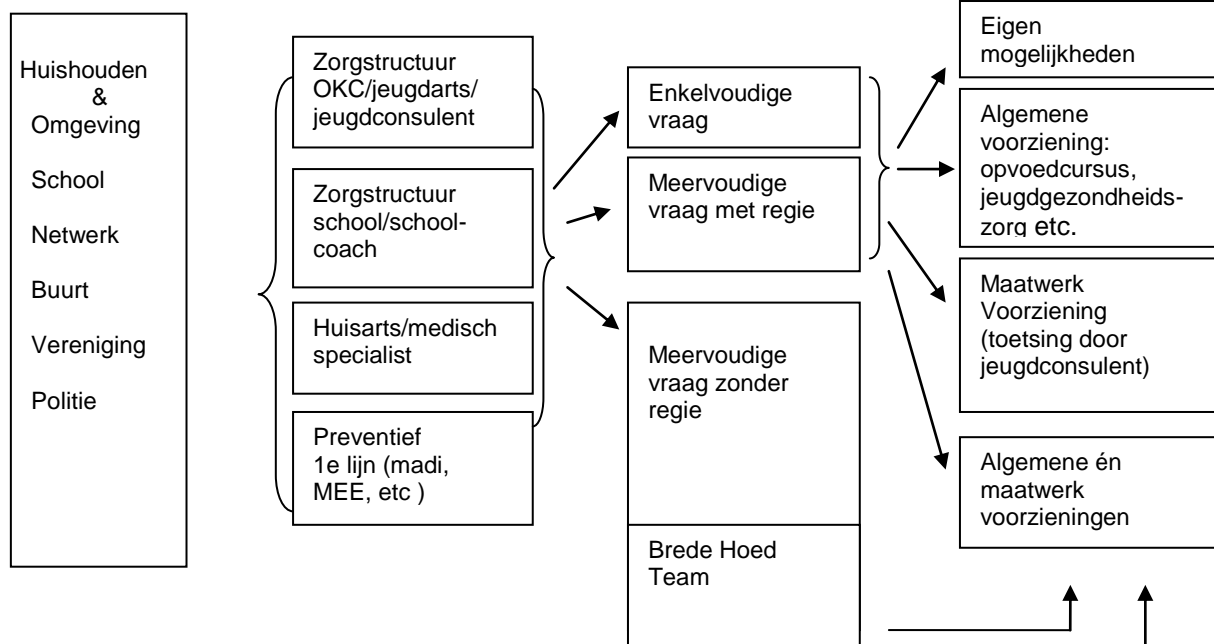 Huishouden
&
Omgeving
School
Netwerk
Buurt
Vereniging
Politie
Zorgstructuur
OKC/jeugdarts/
jeugdconsulent
Zorgstructuur
school/school-
coach
Huisarts/medisch
specialist
Preventief
1e lijn (madi,
MEE, etc )
Enkelvoudige
vraag
Meervoudige
vraag met regie
Meervoudige
vraag zonder
regie
Brede Hoed
Team
Eigen
mogelijkheden
Algemene
voorziening:
opvoedcursus,
jeugdgezondheids-
zorg etc.
Maatwerk
Voorziening
(toetsing door
jeugdconsulent)
Algemene én
maatwerk
voorzieningen